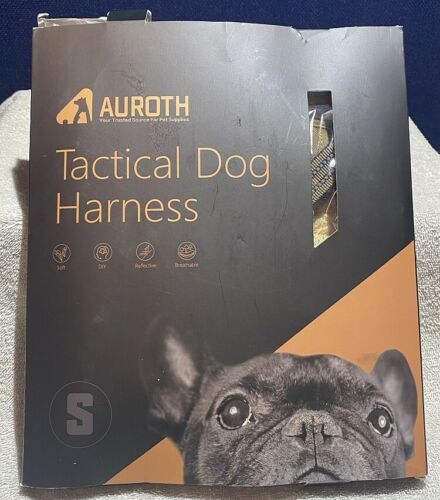 AUROTH
Your Trusted Source For Pet Supplies
Tactical Dog
Harness
Soft
DIY
Reflective
Breathable
S